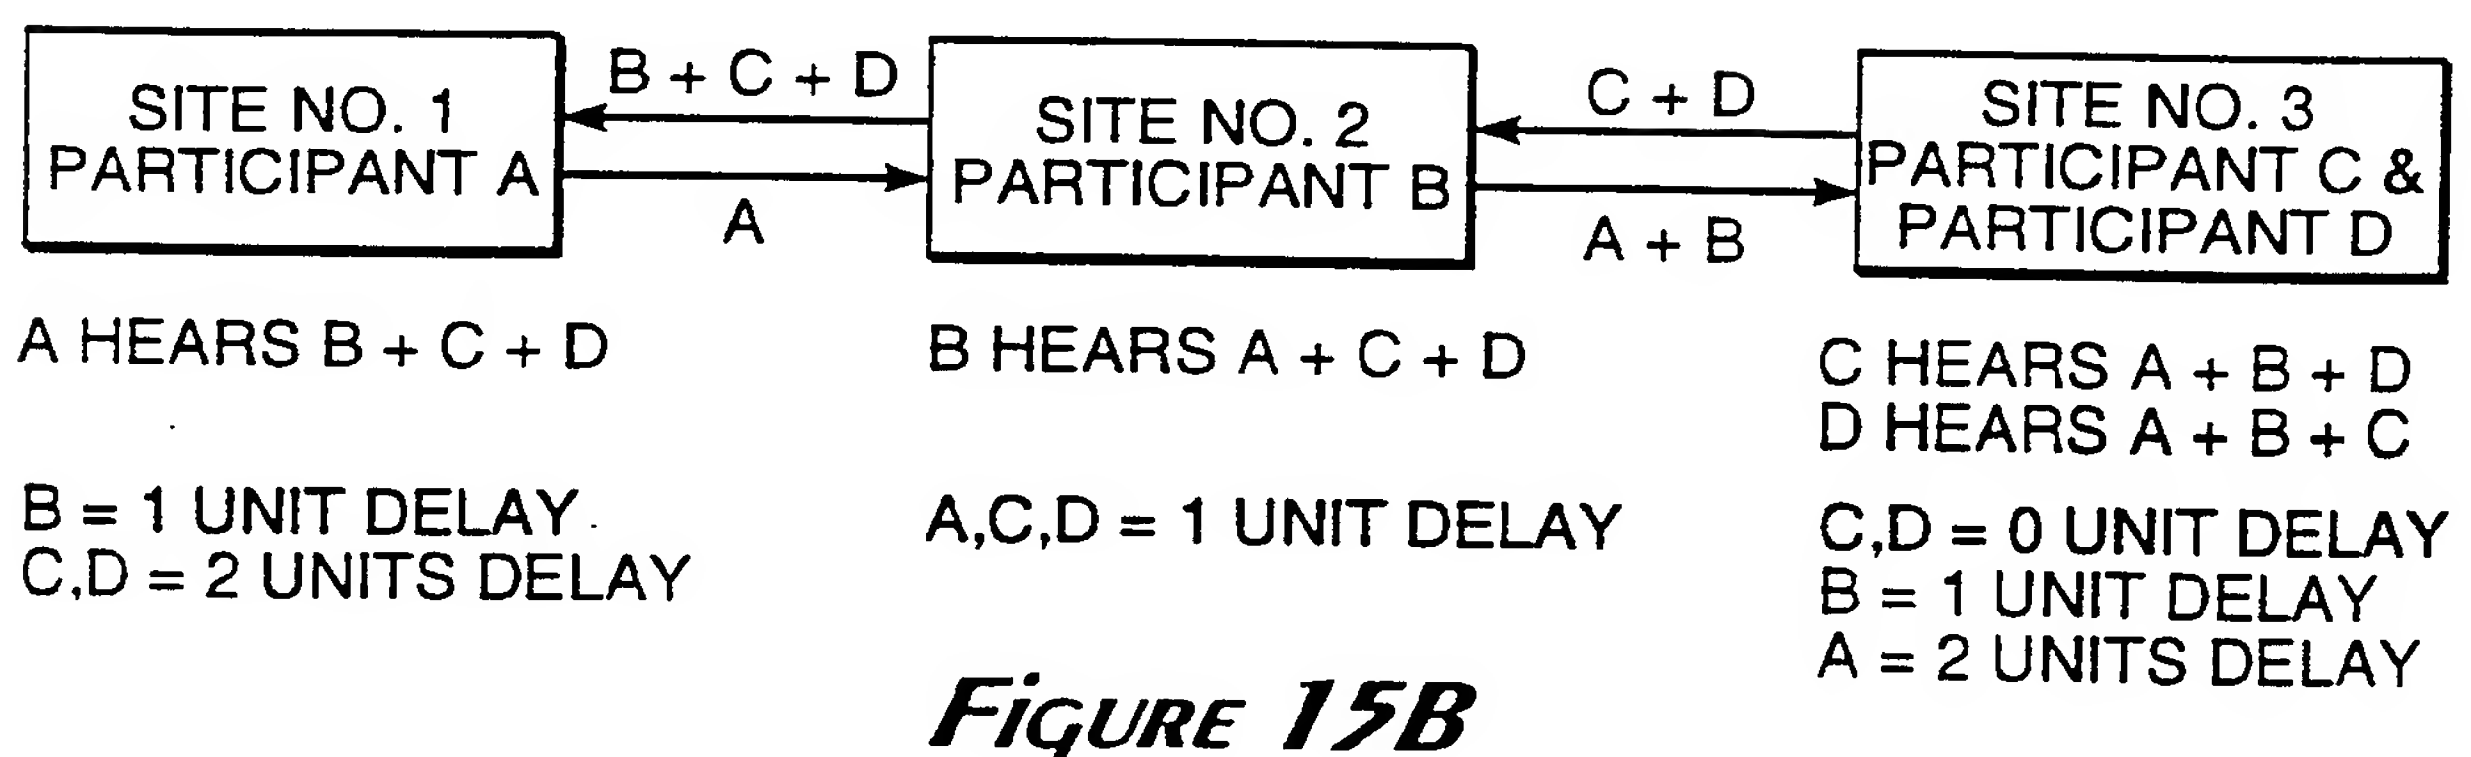 SITE NO. 1
PARTICIPANT A
B + C + D
A
SITE NO. 2
PARTICIPANT B
C + D
A + B
SITE NO. 3
PARTICIPANT C &
PARTICIPANT D
A HEARS B + C + D
B = 1 UNIT DELAY
C,D = 2 UNITS DELAY
B HEARS A + C + D
A,C,D = 1 UNIT DELAY
C HEARS A + B + D
D HEARS A + B + C
C,D = 0 UNIT DELAY
B = 1 UNIT DELAY
A = 2 UNITS DELAY
FIGURE 15B